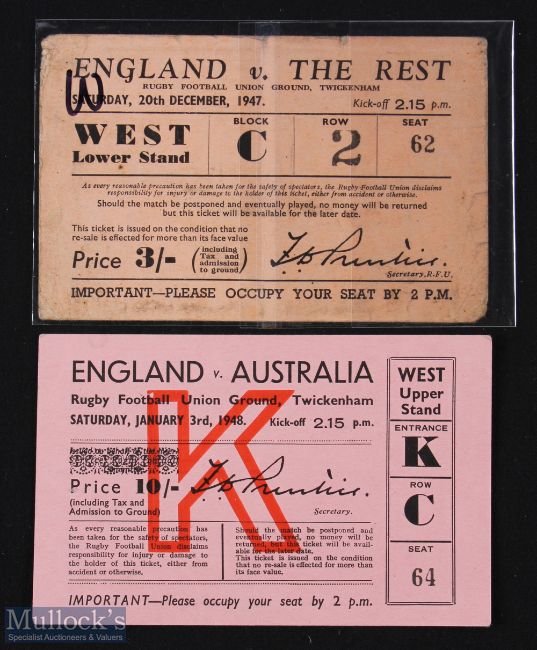 ENGLAND v. THE REST
RUGBY FOOTBALL UNION GROUND, TWICKENHAM
SATURDAY, 20th DECEMBER, 1947. Kick-off 2.15 p.m.
WEST
Lower Stand
BLOCK
C
ROW
2
SEAT
62
As every reasonable precaution has been taken for the safety of spectators, the Rugby Football Union disclaims
responsibility for injury or damage to the holder of this ticket, either from accident or otherwise.
Should the match be postponed and eventually played, no money will be returned
but this ticket will be available for the later date.
This ticket is issued on the condition that no
re-sale is effected for more than its face value
Price 3/-
(including
Tax and
admission
to ground)
Secretary, R.F.U.
IMPORTANT—PLEASE OCCUPY YOUR SEAT BY 2 P.M.
ENGLAND v. AUSTRALIA
Rugby Football Union Ground, Twickenham
SATURDAY, JANUARY 3rd, 1948. Kick-off 2.15 p.m.
K
Price 10/-
(including Tax and
Admission to Ground)
Secretary.
As every reasonable precaution has
been taken for the safety of spectators,
the Rugby Football Union disclaims
responsibility for injury or damage to
the holder of this ticket, either from
accident or otherwise.
Should the match be postponed and
eventually played, no money will be
returned, but this ticket will be avail-
able for the later date.
This ticket is issued on the condition
that no re-sale is effected for more than
its face value.
IMPORTANT—Please occupy your seat by 2 p.m.
WEST
Upper
Stand
ENTRANCE
K
ROW
C
SEAT
64
Mullock's
Specialist Auctioneers & Valuers